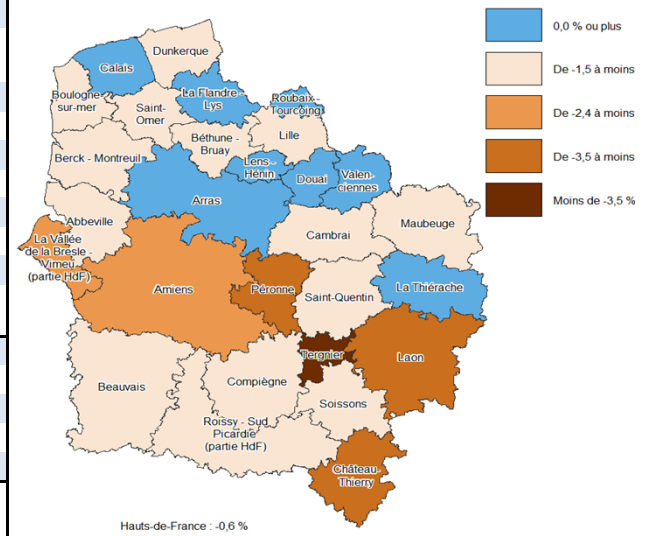 0,0 % ou plus
De -1,5 à moins
De -2,4 à moins
De -3,5 à moins
Moins de -3,5 %
Dunkerque
Calais
La Flandre -
Lys
Roubaix -
Tourcoing
Boulogne-
sur-mer
Saint-
Omer
Lille
Béthune -
Bruay
Berck - Montreuil
Lens -
Hénin
Douai
Valen-
ciennes
Arras
Abbeville
Cambrai
Maubeuge
La Vallée
de la Bresle -
Vimeu
(partie HdF)
Amiens
Péronne
Saint-Quentin
La Thiérache
Tergnier
Laon
Beauvais
Compiègne
Soissons
Roissy - Sud
Picardie
(partie HdF)
Château-
Thierry
Hauts-de-France : -0,6 %